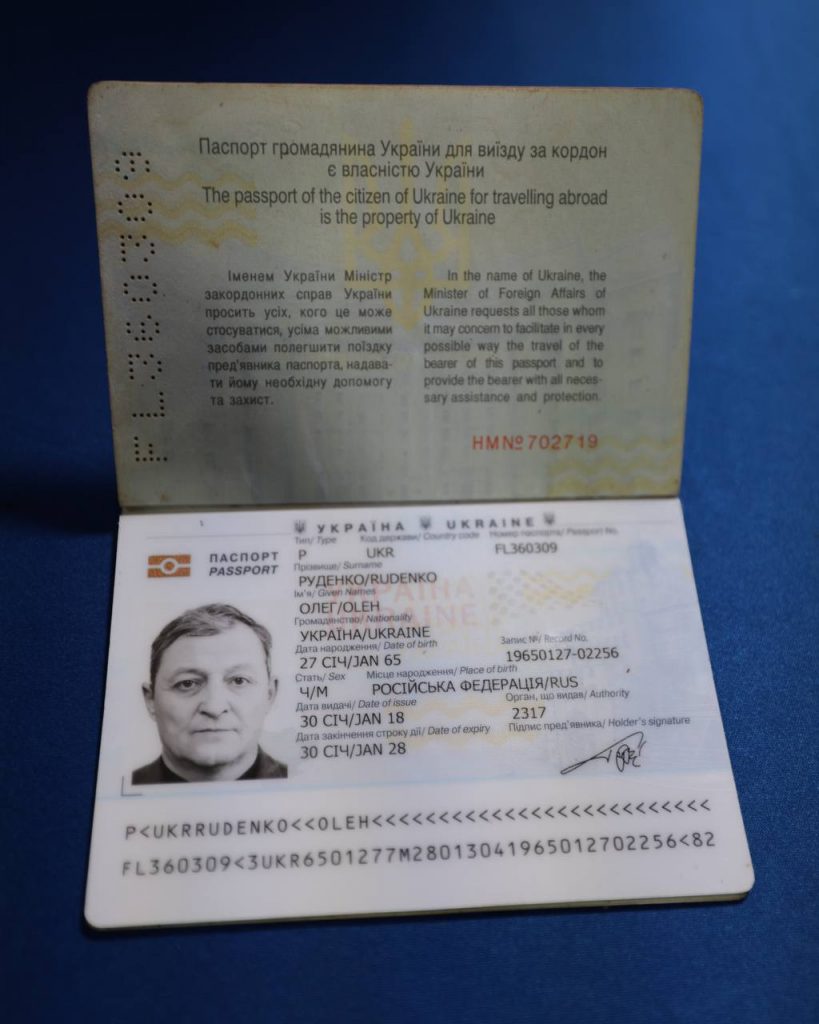 FL360309
Паспорт громадянина України для виїзду за кордон
є власністю України
The passport of the citizen of Ukraine for travelling abroad
is the property of Ukraine
Іменем України Міністр
закордонних справ України
просить усіх, кого це може
стосуватися, усіма можливими
засобами полегшити поїздку
пред'явника паспорта, надава-
ти йому необхідну допомогу
та захист.
In the name of Ukraine, the
Minister of Foreign Affairs of
Ukraine requests all those whom
it may concern to facilitate in every
possible way the travel of the
bearer of this passport and to
provide the bearer with all neces-
sary assistance and protection.
НМ№702719
УКРАЇНА UKRAINE
ПАСПОРТ
PASSPORT
Тип/ Type Код держави/ Country code Номер паспорта/ Passport No.
P UKR FL360309
Прізвище/ Surname
РУДЕНКО/RUDENKO
Ім'я/ Given Names
ОЛЕГ/OLEH
Громадянство/ Nationality
УКРАЇНА/UKRAINE
Дата народження/ Date of birth Запис №/ Record No.
27 СІЧ/JAN 65 19650127-02256
Стать/ Sex Місце народження/ Place of birth
Ч/M РОСІЙСЬКА ФЕДЕРАЦІЯ/RUS
Дата видачі/ Date of issue Орган, що видав/ Authority
30 СІЧ/JAN 18 2317
Дата закінчення строку дії/ Date of expiry Підпис пред'явника/ Holder's signature
30 СІЧ/JAN 28
P<UKRRUDENKO<<OLEH<<<<<<<<<<<<<<<<<<<<<<<<<<
FL360309<3UKR6501277M28013041965012702256<82